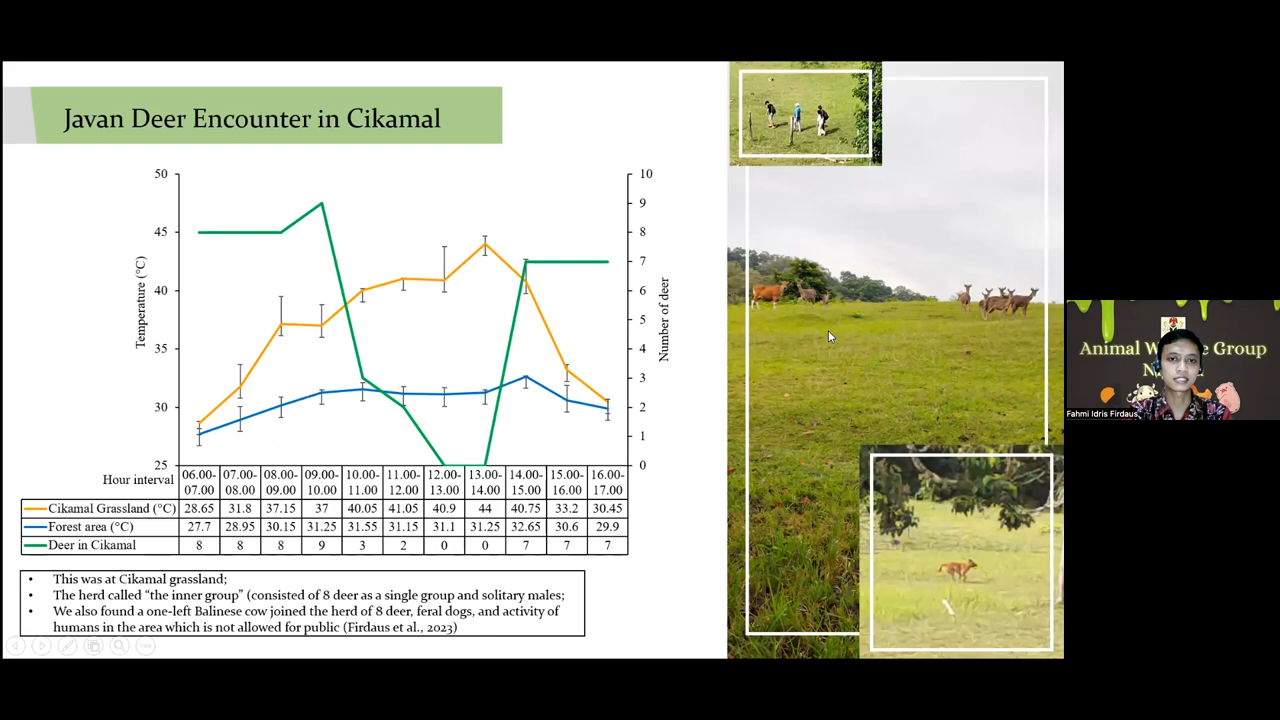 Javan Deer Encounter in Cikamal
50
45
40
35
30
25
Temperature (°C)
10
9
8
7
6
5
4
3
2
1
0
Number of deer
Hour interval 06.00-07.00 07.00-08.00 08.00-09.00 09.00-10.00 10.00-11.00 11.00-12.00 12.00-13.00 13.00-14.00 14.00-15.00 15.00-16.00 16.00-17.00
Cikamal Grassland (°C) 28.65 31.8 37.15 37 40.05 41.05 40.9 44 40.75 33.2 30.45
Forest area (°C) 27.7 28.95 30.15 31.25 31.55 31.15 31.1 31.25 32.65 30.6 29.9
Deer in Cikamal 8 8 8 9 3 2 0 0 7 7 7
• This was at Cikamal grassland;
• The herd called “the inner group” (consisted of 8 deer as a single group and solitary males;
• We also found a one-left Balinese cow joined the herd of 8 deer, feral dogs, and activity of
humans in the area which is not allowed for public (Firdaus et al., 2023)
Animal Group
Fahmi Idris Firdaus